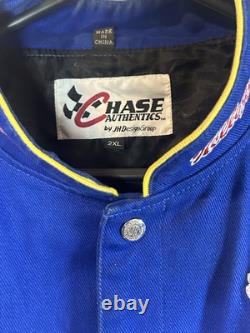 MADE IN
CHINA
CHASE
AUTHENTICS
by JH Design Group
2XL